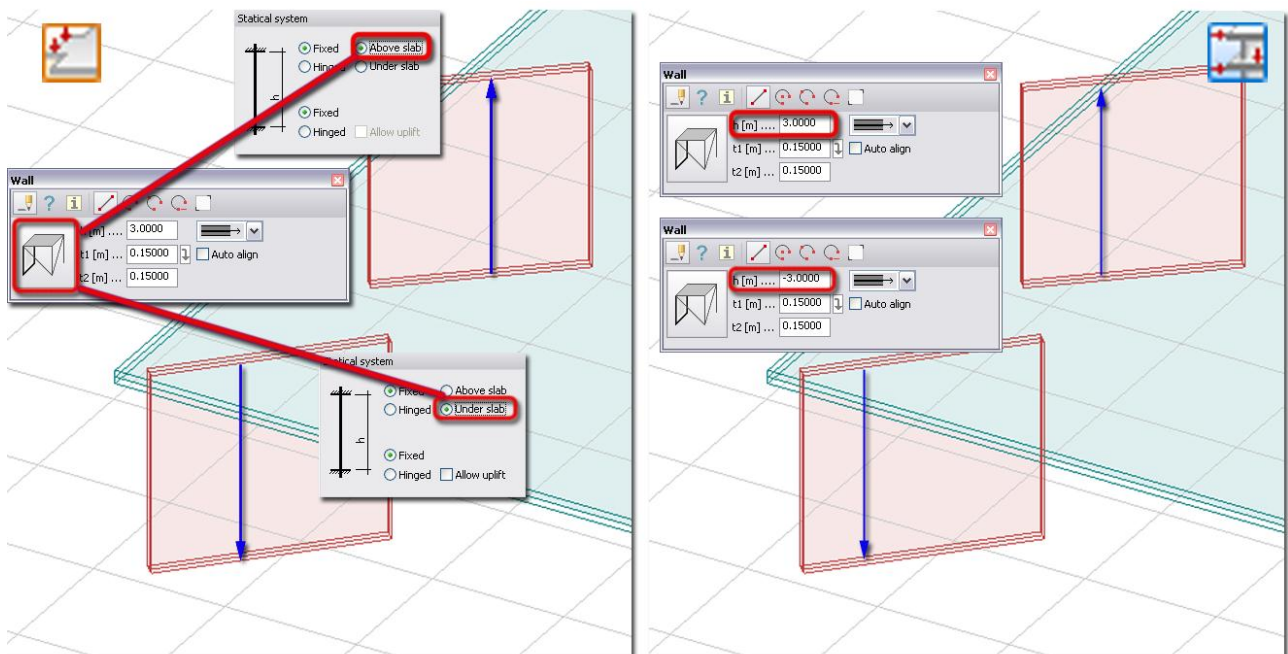 Statical system
Fixed Above slab
Hinged Under slab
h
Fixed
Hinged Allow uplift
Wall
[m] .... 3.0000
t1 [m] ... 0.15000 Auto align
t2 [m] ... 0.15000
Statical system
Fixed Above slab
Hinged Under slab
h
Fixed
Hinged Allow uplift
Wall
h [m] .... 3.0000
t1 [m] ... 0.15000 Auto align
t2 [m] ... 0.15000
Wall
h [m] .... -3.0000
t1 [m] ... 0.15000 Auto align
t2 [m] ... 0.15000